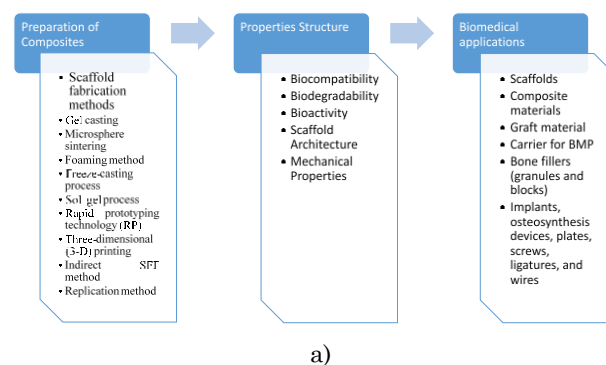 Preparation of
Composites
• Scaffold
fabrication
methods
• Gel casting
• Microsphere
sintering
• Foaming method
• Freeze-casting
process
• Sol gel process
• Rapid prototyping
technology (RP)
• Three-dimensional
(3-D) printing
• Indirect SFF
method
• Replication method
Properties Structure
• Biocompatibility
• Biodegradability
• Bioactivity
• Scaffold
Architecture
• Mechanical
Properties
Biomedical
applications
• Scaffolds
• Composite
materials
• Graft material
• Carrier for BMP
• Bone fillers
(granules and
blocks)
• Implants,
osteosynthesis
devices, plates,
screws,
ligatures, and
wires
a)